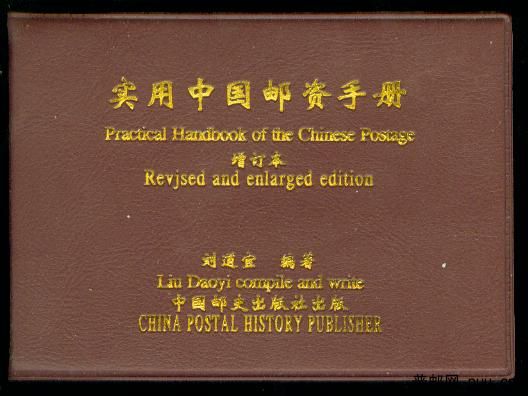 实用中国邮资手册
Practical Handbook of the Chinese Postage
增订本
Revjsed and enlarged edition
刘道宜 编著
Liu Daoyi compile and write
中国邮史出版社出版
CHINA POSTAL HISTORY PUBLISHER